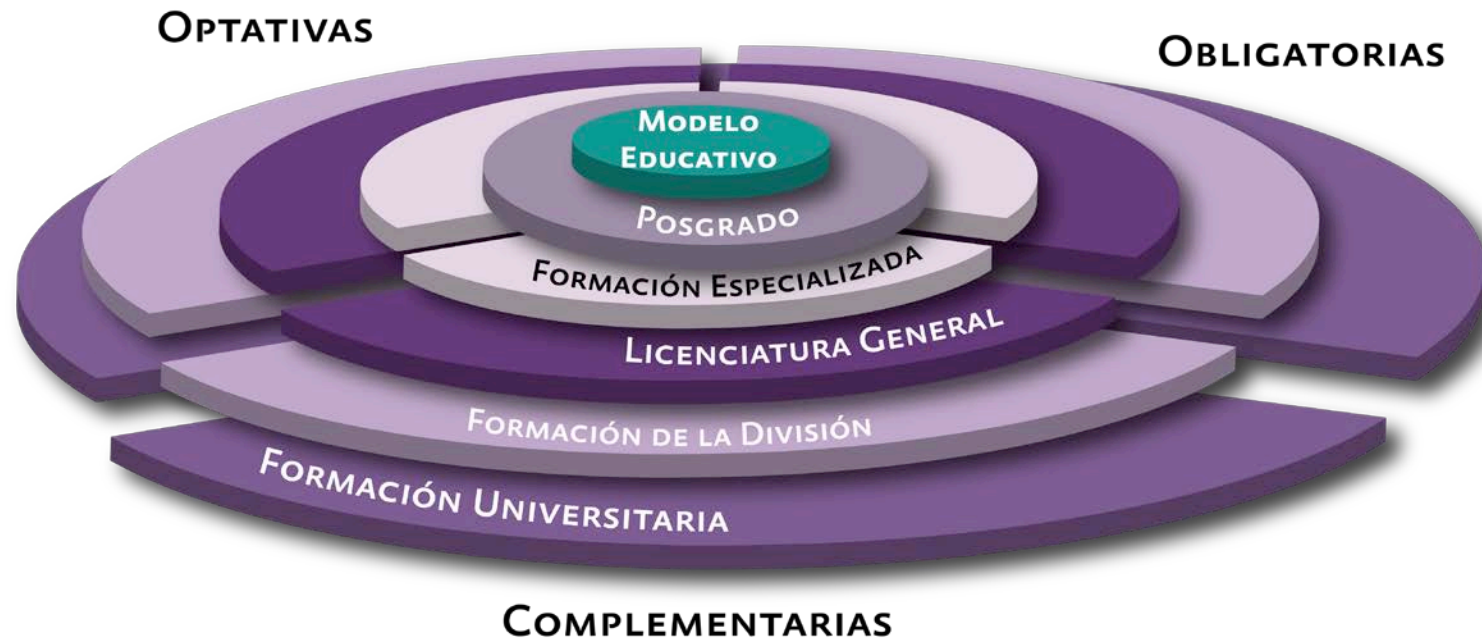 OPTATIVAS
OBLIGATORIAS
MODELO
EDUCATIVO
POSGRADO
FORMACIÓN ESPECIALIZADA
LICENCIATURA GENERAL
FORMACIÓN DE LA DIVISIÓN
FORMACIÓN UNIVERSITARIA
COMPLEMENTARIAS